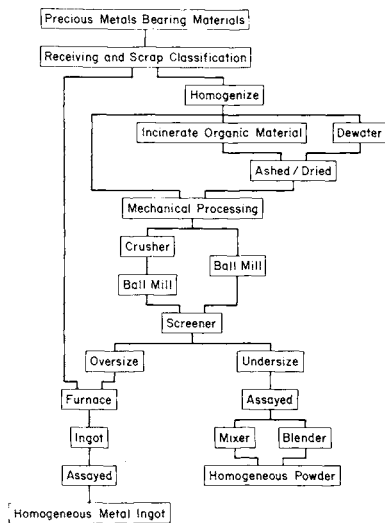 Precious Metals Bearing Materials
Receiving and Scrap Classification
Homogenize
Incinerate Organic Material
Dewater
Ashed / Dried
Mechanical Processing
Crusher
Ball Mill
Ball Mill
Screener
Oversize
Undersize
Furnace
Assayed
Ingot
Mixer
Blender
Assayed
Homogeneous Powder
Homogeneous Metal Ingot